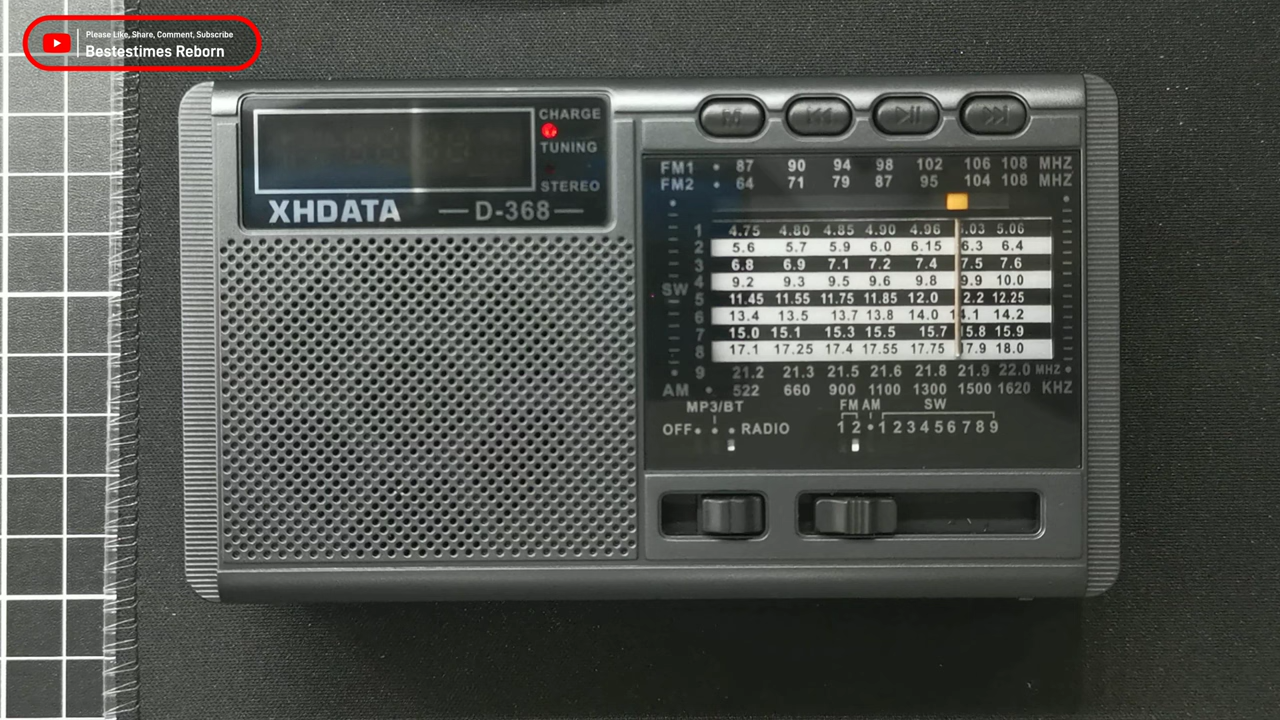 Please Like, Share, Comment, Subscribe
Bestestimes Reborn
CHARGE
TUNING
STEREO
XHDATA — D-368 —
FM1 • 87 90 94 98 102 106 108 MHZ
FM2 • 64 71 79 87 95 104 108 MHZ
1 4.75 4.80 4.85 4.90 4.96 5.03 5.06
2 5.6 5.7 5.9 6.0 6.15 6.3 6.4
3 6.8 6.9 7.1 7.2 7.4 7.5 7.6
4 9.2 9.3 9.5 9.6 9.8 9.9 10.0
SW
5 11.45 11.55 11.75 11.85 12.0 12.2 12.25
6 13.4 13.5 13.7 13.8 14.0 14.1 14.2
7 15.0 15.1 15.3 15.5 15.7 15.8 15.9
8 17.1 17.25 17.4 17.55 17.75 17.9 18.0
9 21.2 21.3 21.5 21.6 21.8 21.9 22.0 MHZ
AM • 522 660 900 1100 1300 1500 1620 KHZ
MP3/BT
FM AM SW
OFF • • • RADIO
1 2 • 1 2 3 4 5 6 7 8 9